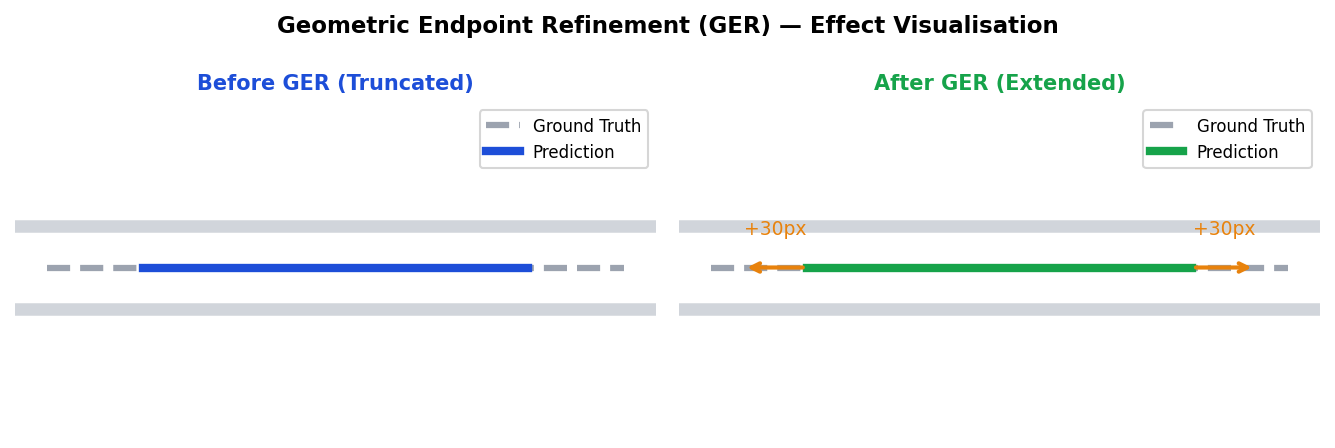 Geometric Endpoint Refinement (GER) — Effect Visualisation
Before GER (Truncated)
Ground Truth
Prediction
After GER (Extended)
Ground Truth
Prediction
+30px
+30px